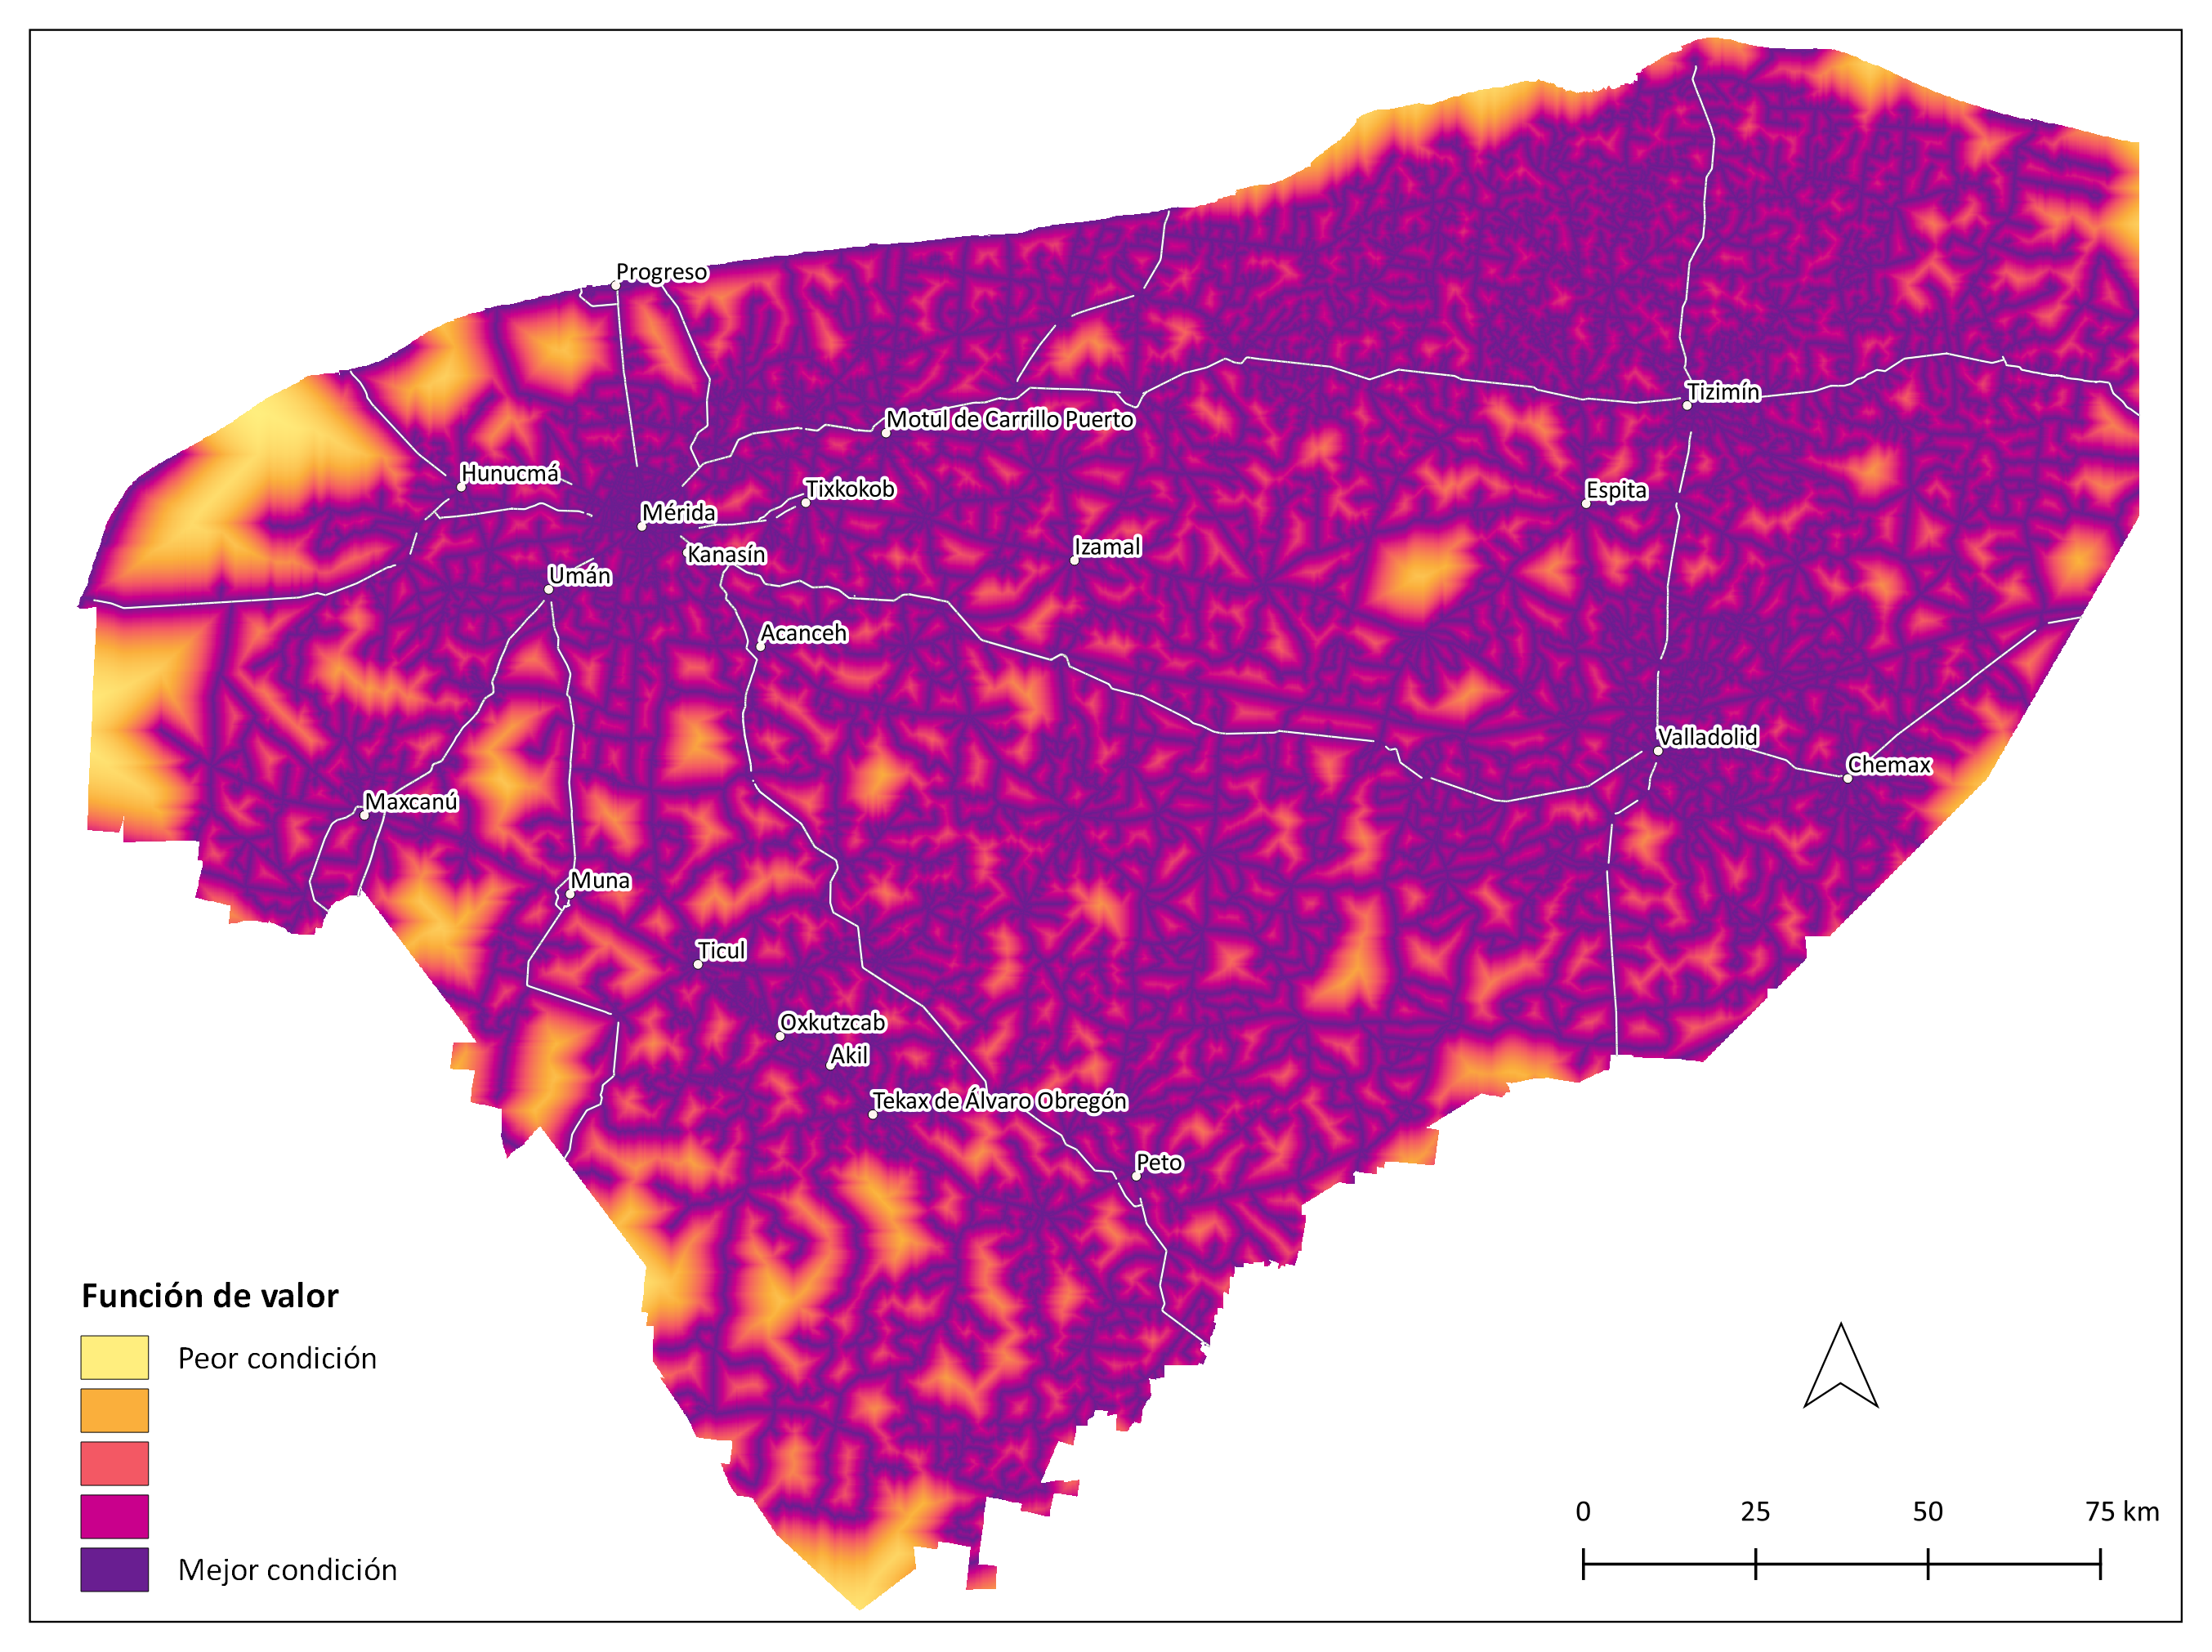 Progreso
Tizimín
Motul de Carrillo Puerto
Hunucmá
Tixkokob
Espita
Mérida
Izamal
Kanasín
Umán
Acanceh
Valladolid
Chemax
Maxcanú
Muna
Ticul
Oxkutzcab
Akil
Tekax de Álvaro Obregón
Peto
Función de valor
Peor condición
Mejor condición
0 25 50 75 km